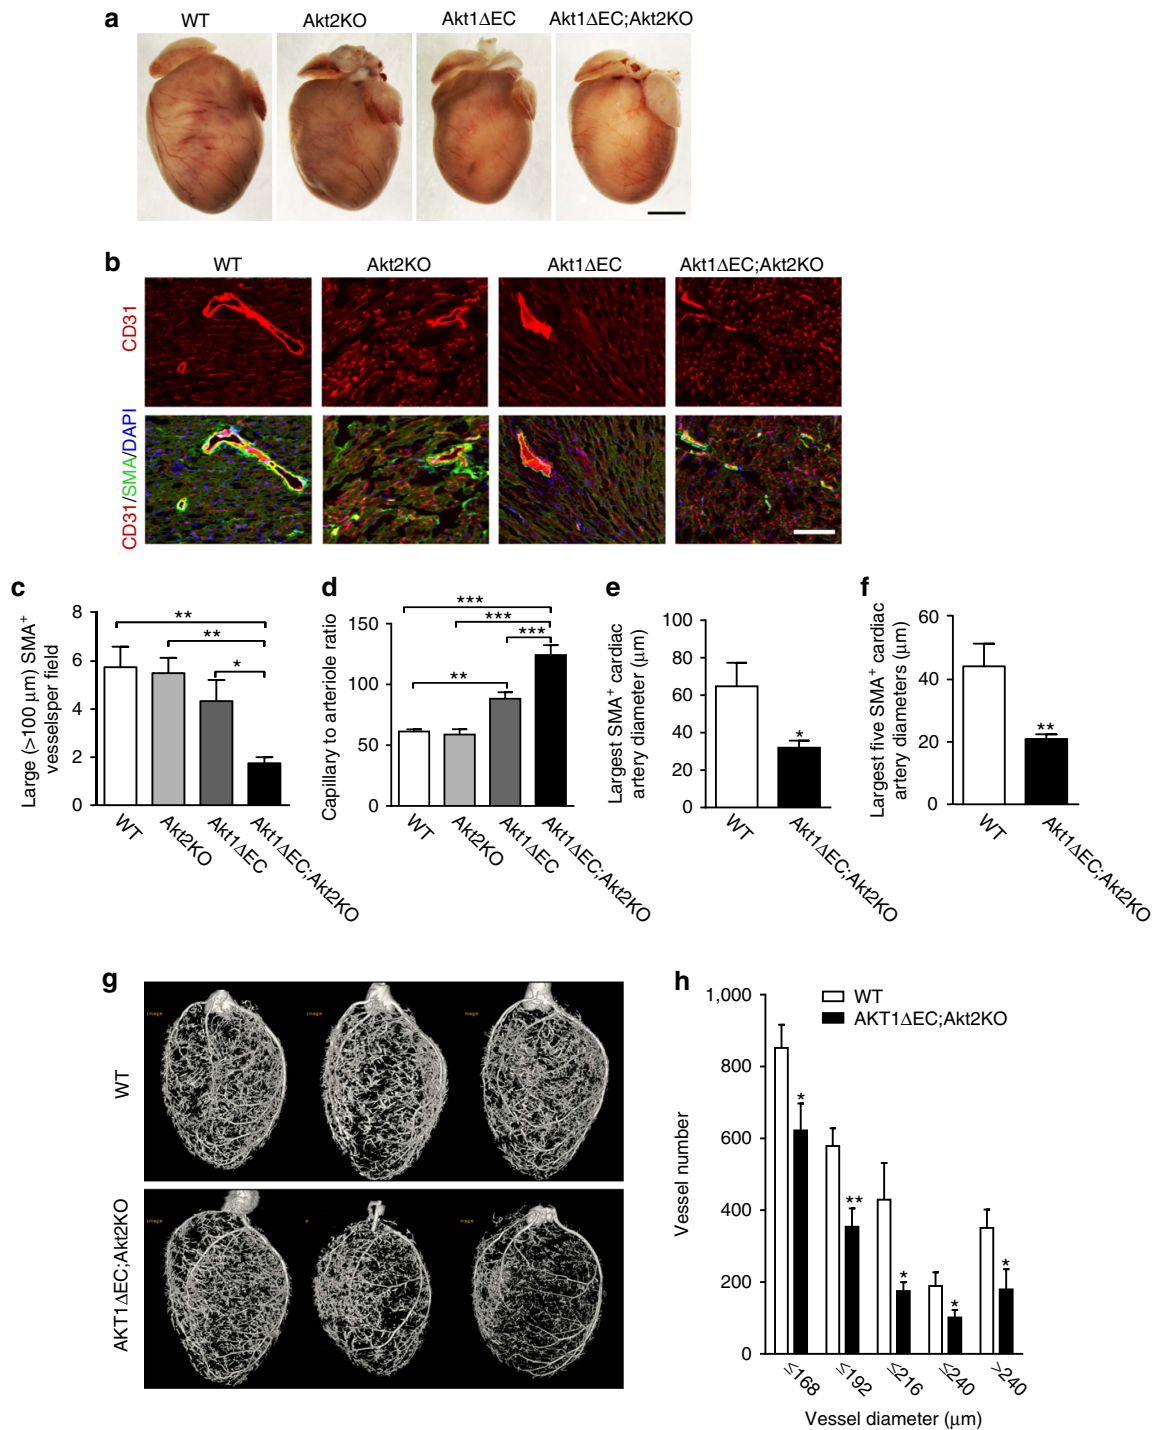 a
WT Akt2KO Akt1ΔEC Akt1ΔEC;Akt2KO
b
WT Akt2KO Akt1ΔEC Akt1ΔEC;Akt2KO
CD31
CD31/SMA/DAPI
c
Large (>100 μm) SMA+
vesselsper field
8
6
4
2
0
**
**
*
WT Akt2KO Akt1ΔEC Akt1ΔEC;Akt2KO
d
Capillary to arteriole ratio
150
100
50
0
***
***
***
**
WT Akt2KO Akt1ΔEC Akt1ΔEC;Akt2KO
e
Largest SMA+ cardiac
artery diameter (μm)
100
80
60
40
20
0
*
WT Akt1ΔEC;Akt2KO
f
Largest five SMA+ cardiac
artery diameters (μm)
60
40
20
0
**
WT Akt1ΔEC;Akt2KO
g
WT
image image image
AKT1ΔEC;Akt2KO
image image
h
WT
AKT1ΔEC;Akt2KO
Vessel number
1,000
800
600
400
200
0
*
**
*
*
*
≤168 ≤192 ≤216 ≤240 >240
Vessel diameter (μm)